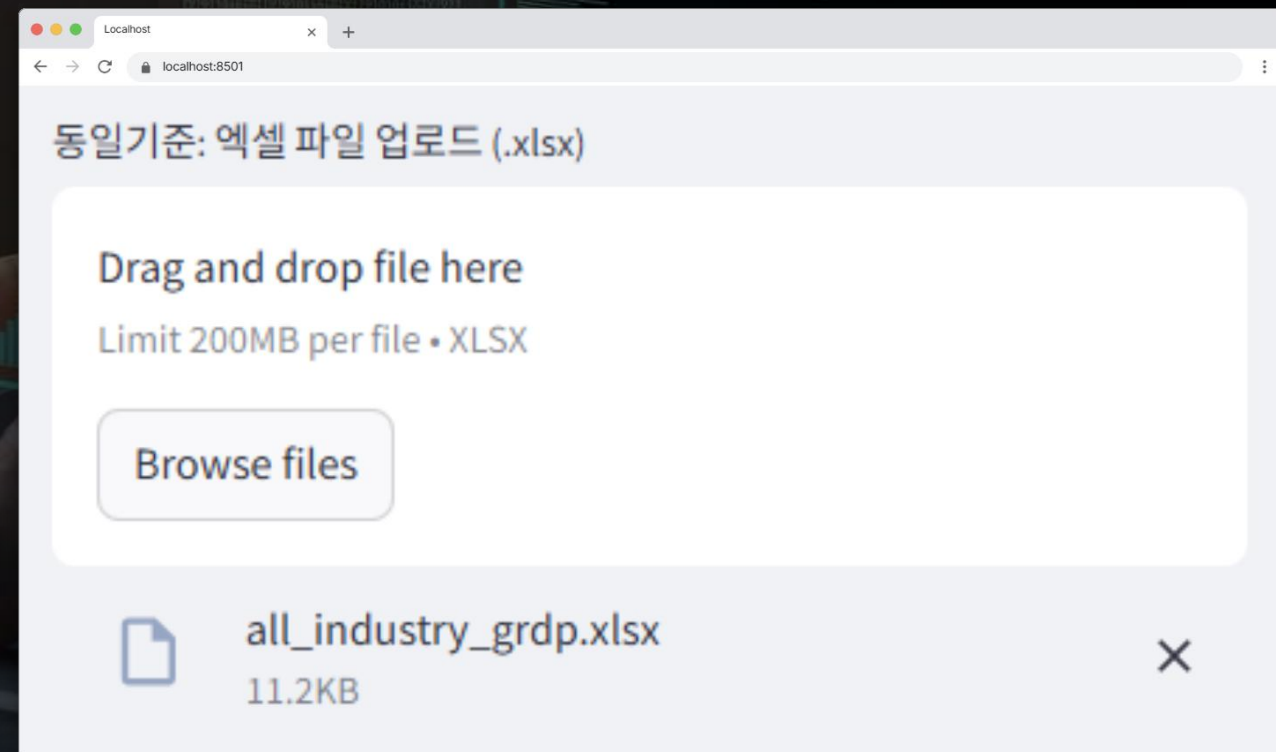 Localhost
localhost:8501
동일기준: 엑셀 파일 업로드 (.xlsx)
Drag and drop file here
Limit 200MB per file • XLSX
Browse files
all_industry_grdp.xlsx
11.2KB